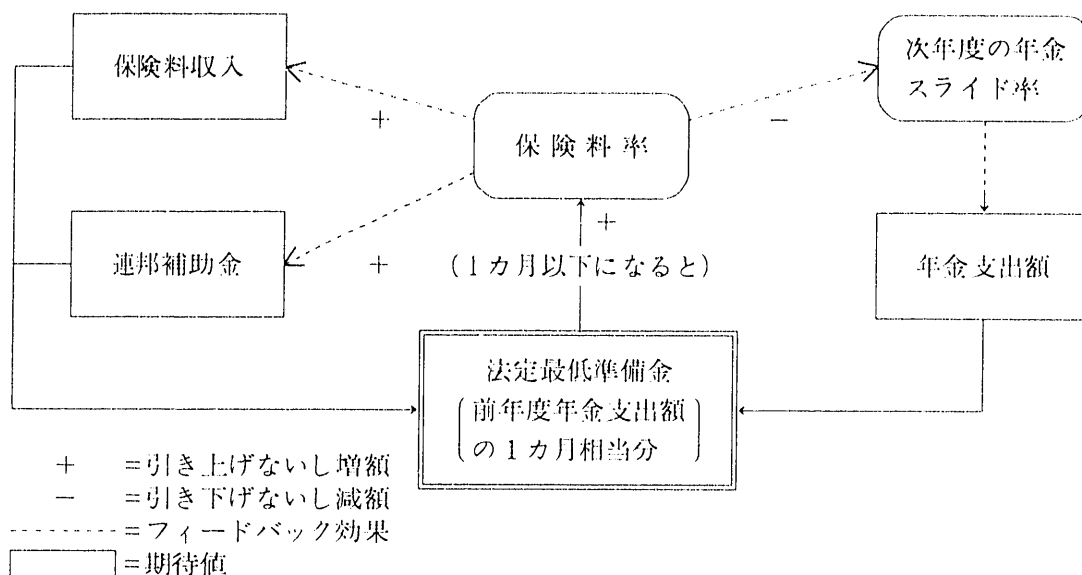 保険料収入
次年度の年金
スライド率
+
−
保険料率
+
連邦補助金
+
(1カ月以下になると)
年金支出額
法定最低準備金
前年度年金支出額
の1カ月相当分
+ =引き上げないし増額
− =引き下げないし減額
---------=フィードバック効果
=期待値